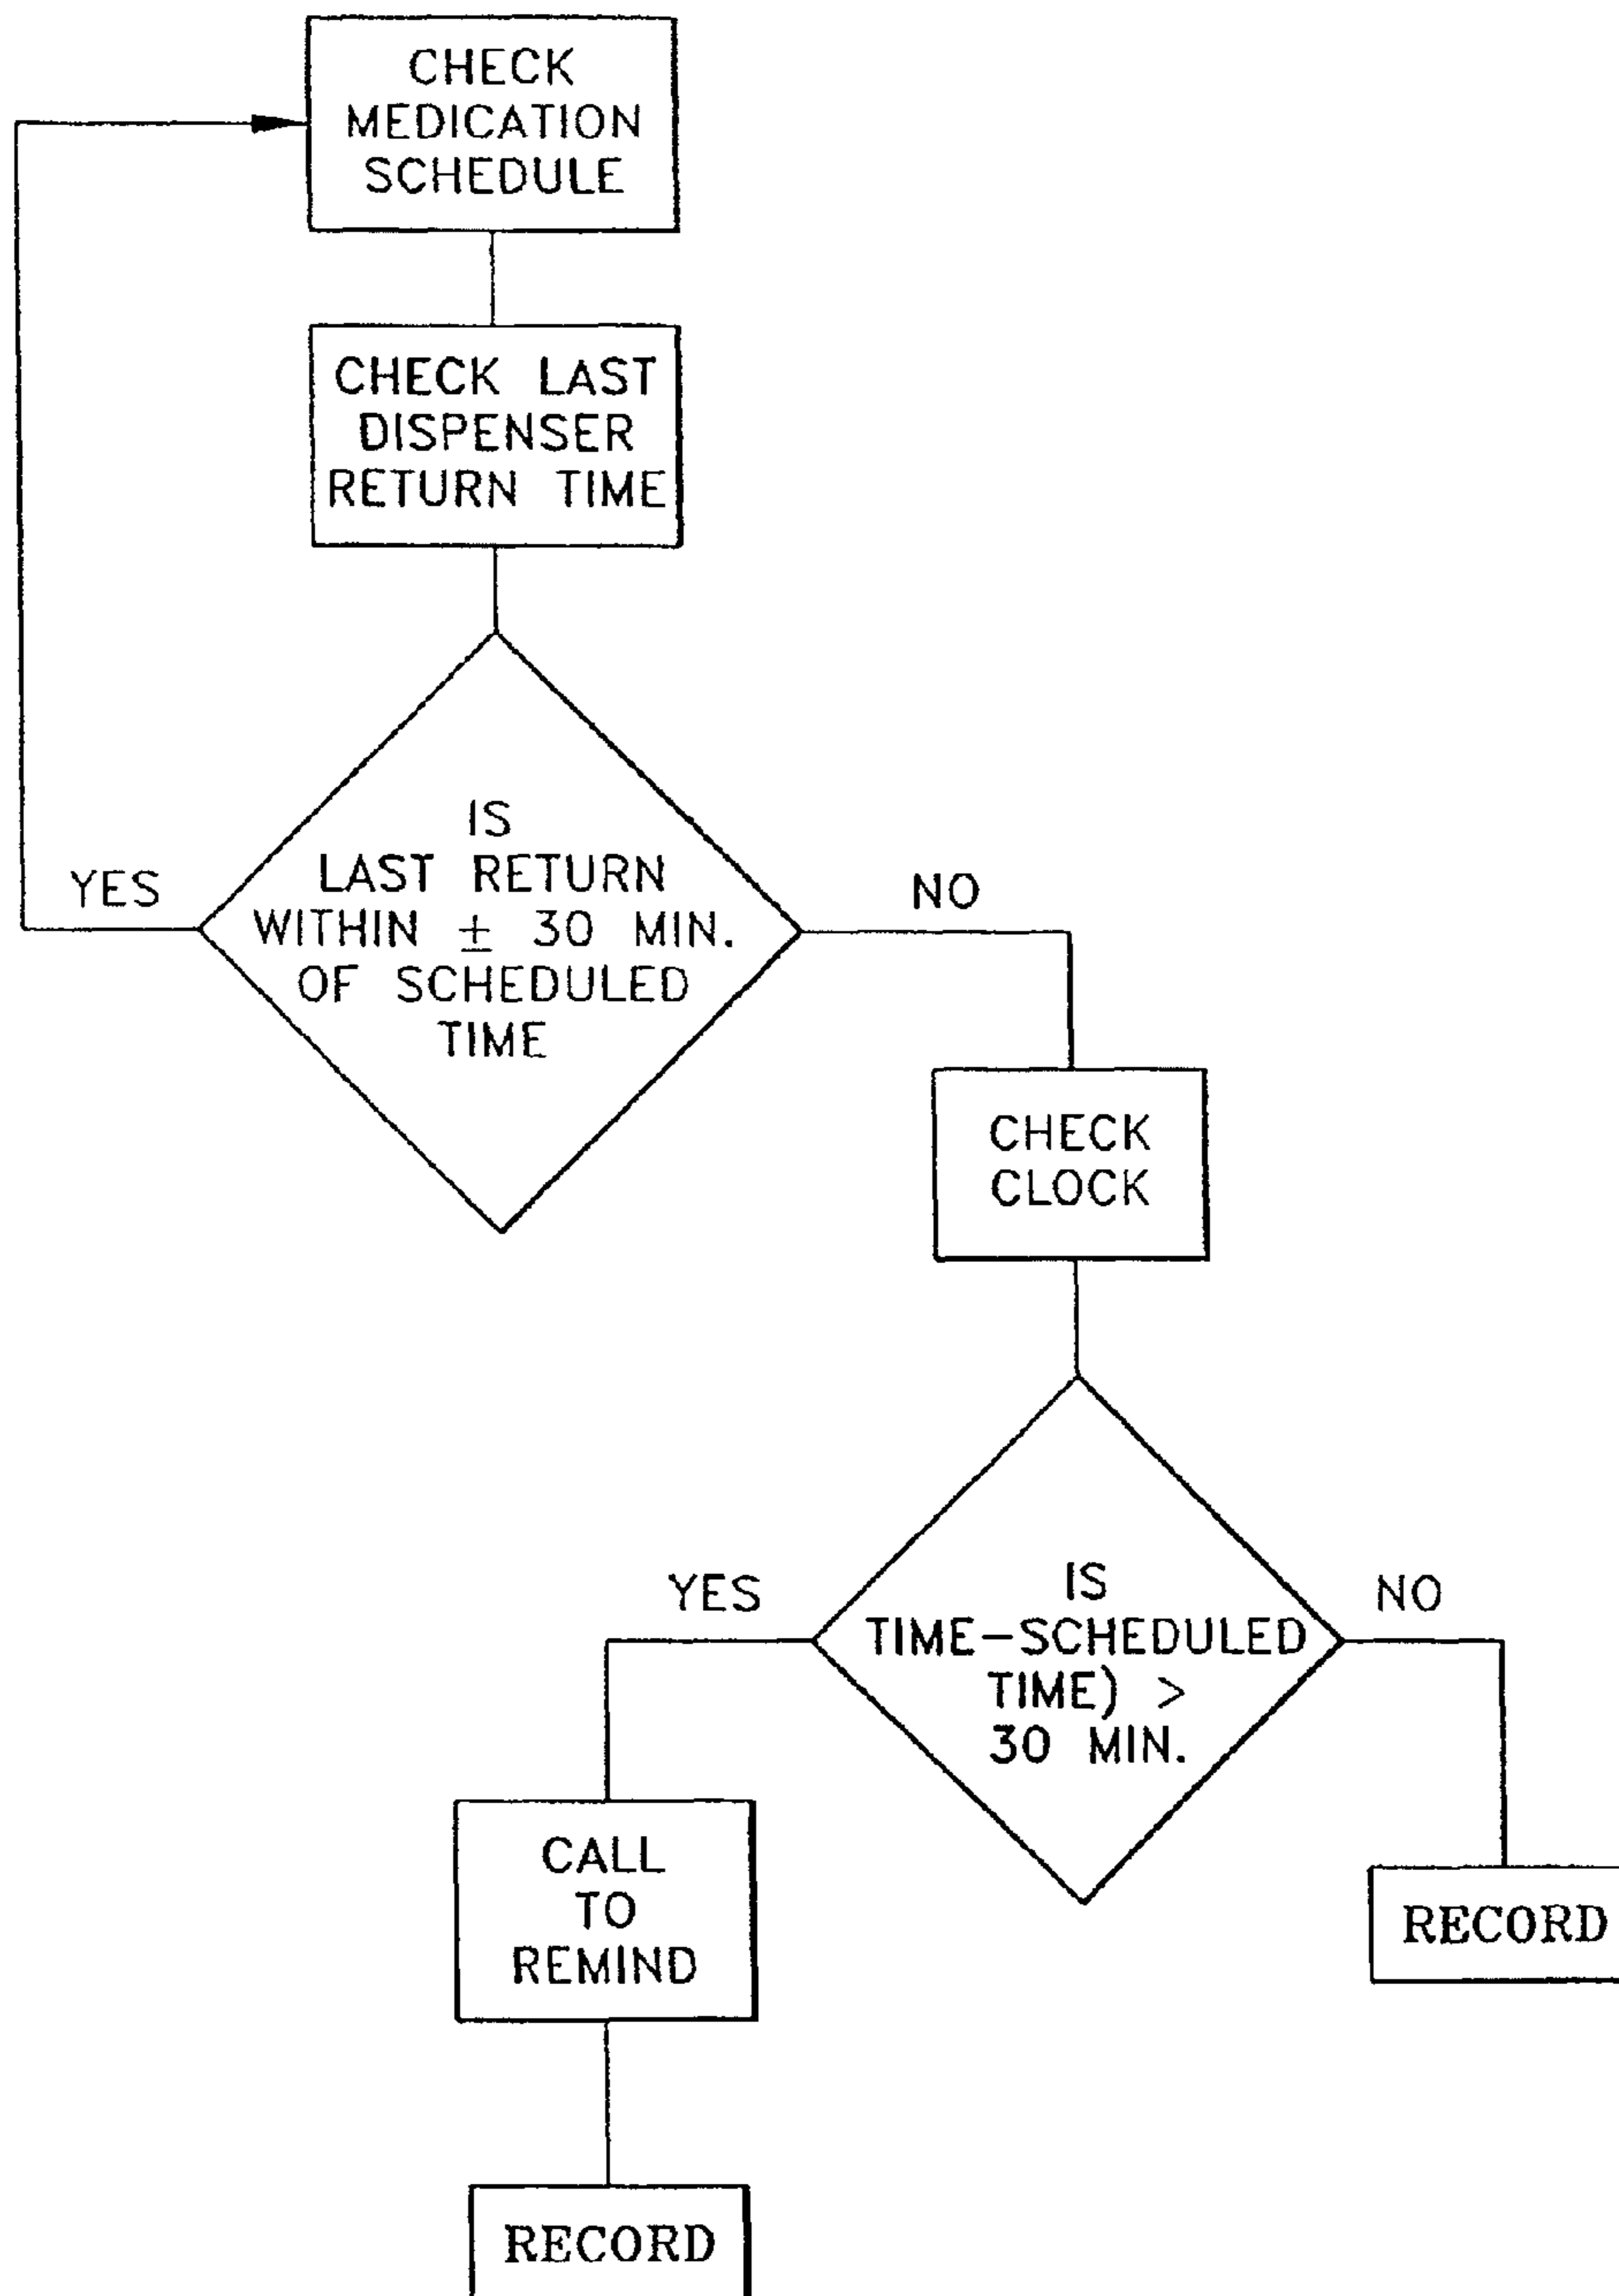 CHECK
MEDICATION
SCHEDULE
CHECK LAST
DISPENSER
RETURN TIME
IS
LAST RETURN
WITHIN ± 30 MIN.
OF SCHEDULED
TIME
YES
NO
CHECK
CLOCK
IS
TIME-SCHEDULED
TIME) >
30 MIN.
YES
NO
CALL
TO
REMIND
RECORD
RECORD